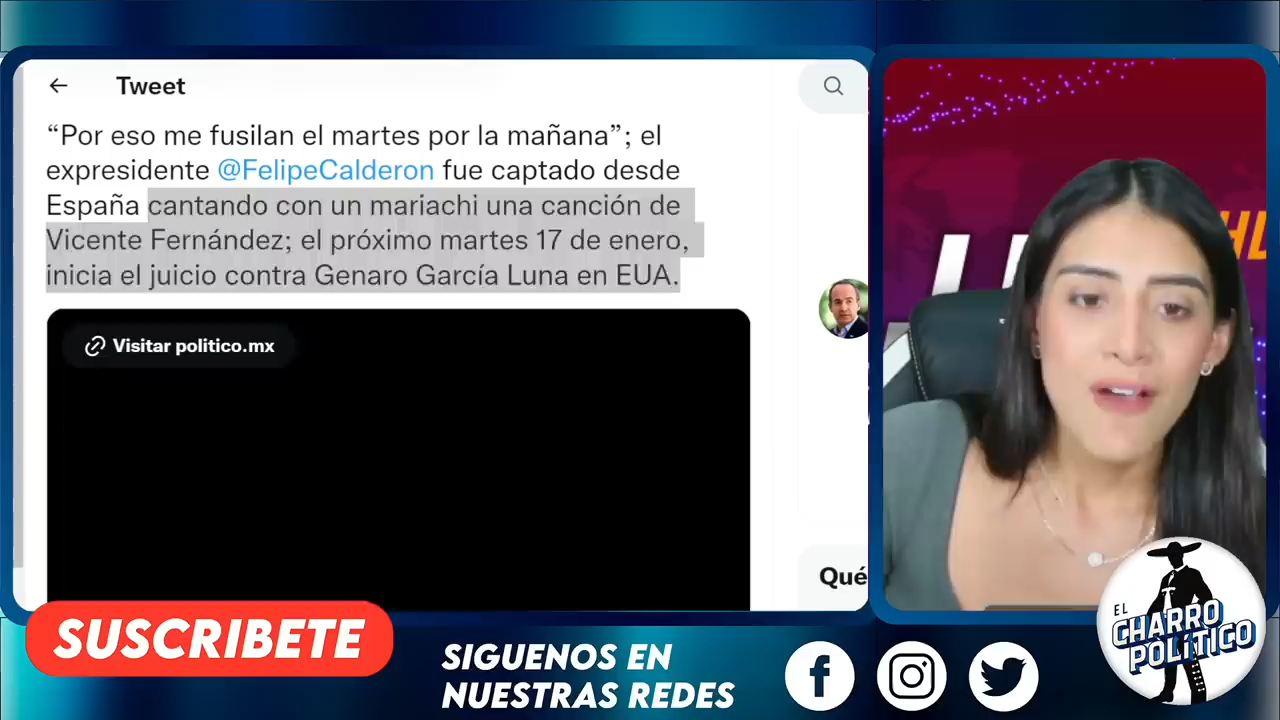 Tweet
“Por eso me fusilan el martes por la mañana”; el
expresidente @FelipeCalderon fue captado desde
España cantando con un mariachi una canción de
Vicente Fernández; el próximo martes 17 de enero,
inicia el juicio contra Genaro García Luna en EUA.
Visitar politico.mx
Qué
SUSCRIBETE
SIGUENOS EN
NUESTRAS REDES
EL
CHARRO
POLÍTICO